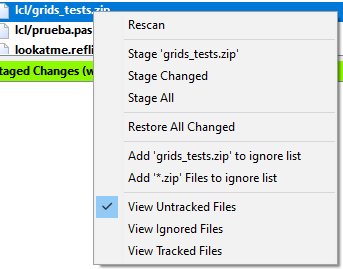 lcl/grids_tests.zip
lcl/prueba.pas
lookatme.refli
taged Changes (w
Rescan
Stage 'grids_tests.zip'
Stage Changed
Stage All
Restore All Changed
Add 'grids_tests.zip' to ignore list
Add '*.zip' Files to ignore list
View Untracked Files
View Ignored Files
View Tracked Files